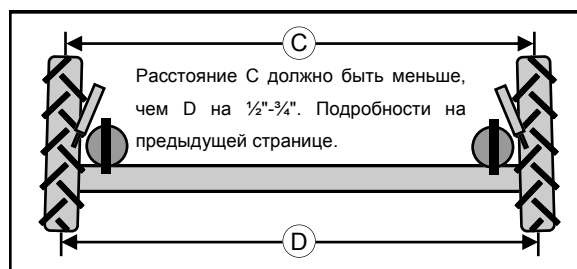 C
Расстояние С должно быть меньше,
чем D на ½"-¾". Подробности на
предыдущей странице.
D